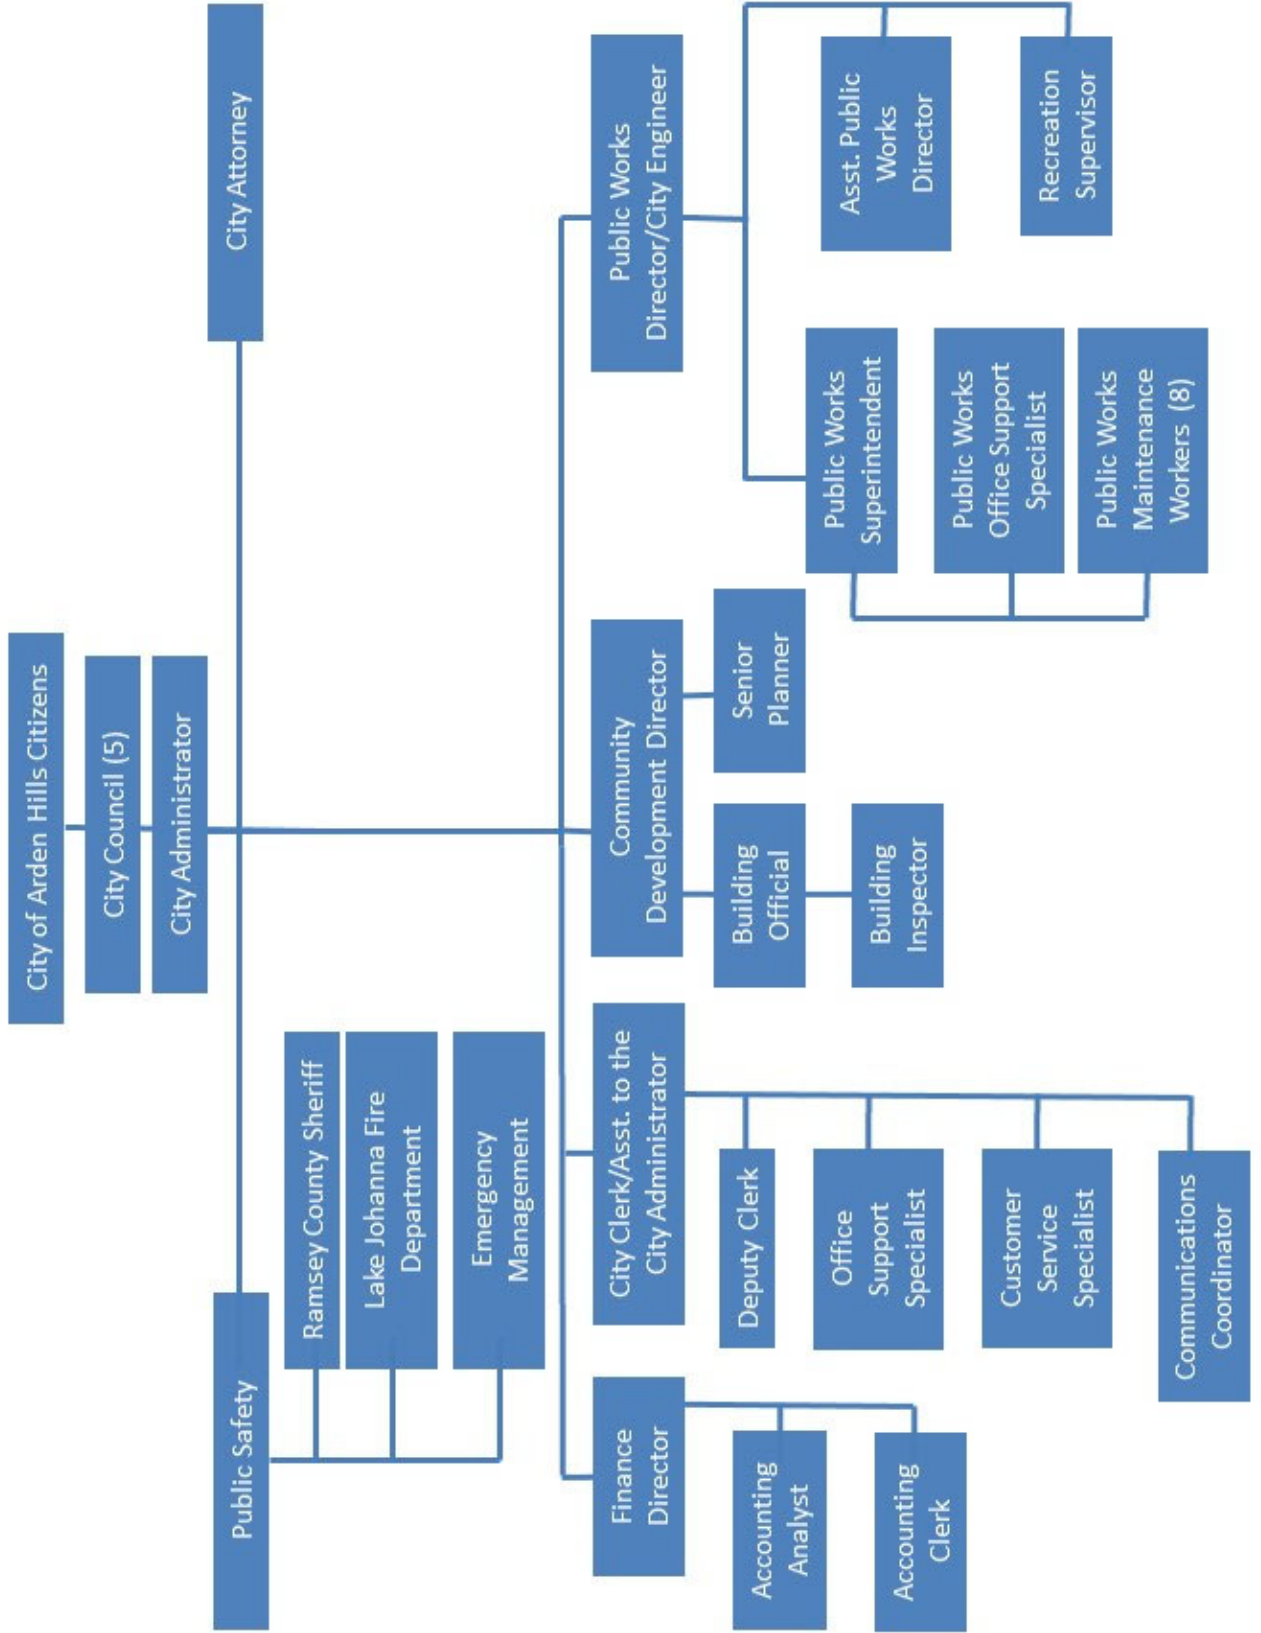 City of Arden Hills Citizens
City Council (5)
City Administrator
Public Safety
City Attorney
Ramsey County Sheriff
Lake Johanna Fire
Department
Emergency
Management
Finance
Director
Accounting
Analyst
Accounting
Clerk
City Clerk/Asst. to the
City Administrator
Deputy Clerk
Office
Support
Specialist
Customer
Service
Specialist
Communications
Coordinator
Community
Development Director
Building
Official
Building
Inspector
Senior
Planner
Public Works
Director/City Engineer
Public Works
Superintendent
Public Works
Office Support
Specialist
Public Works
Maintenance
Workers (8)
Asst. Public
Works
Director
Recreation
Supervisor